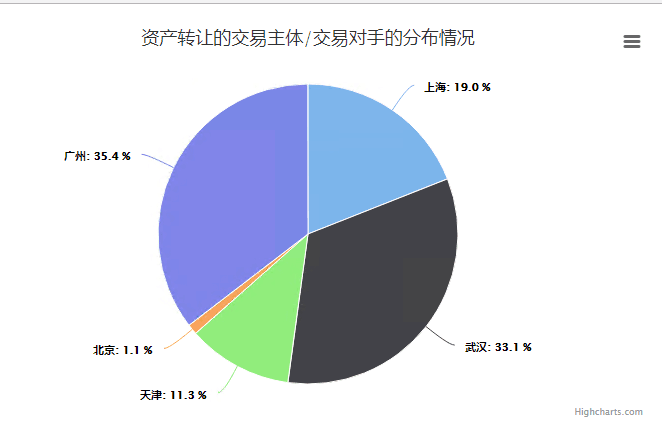 资产转让的交易主体/交易对手的分布情况
上海: 19.0 %
广州: 35.4 %
武汉: 33.1 %
北京: 1.1 %
天津: 11.3 %
Highcharts.com